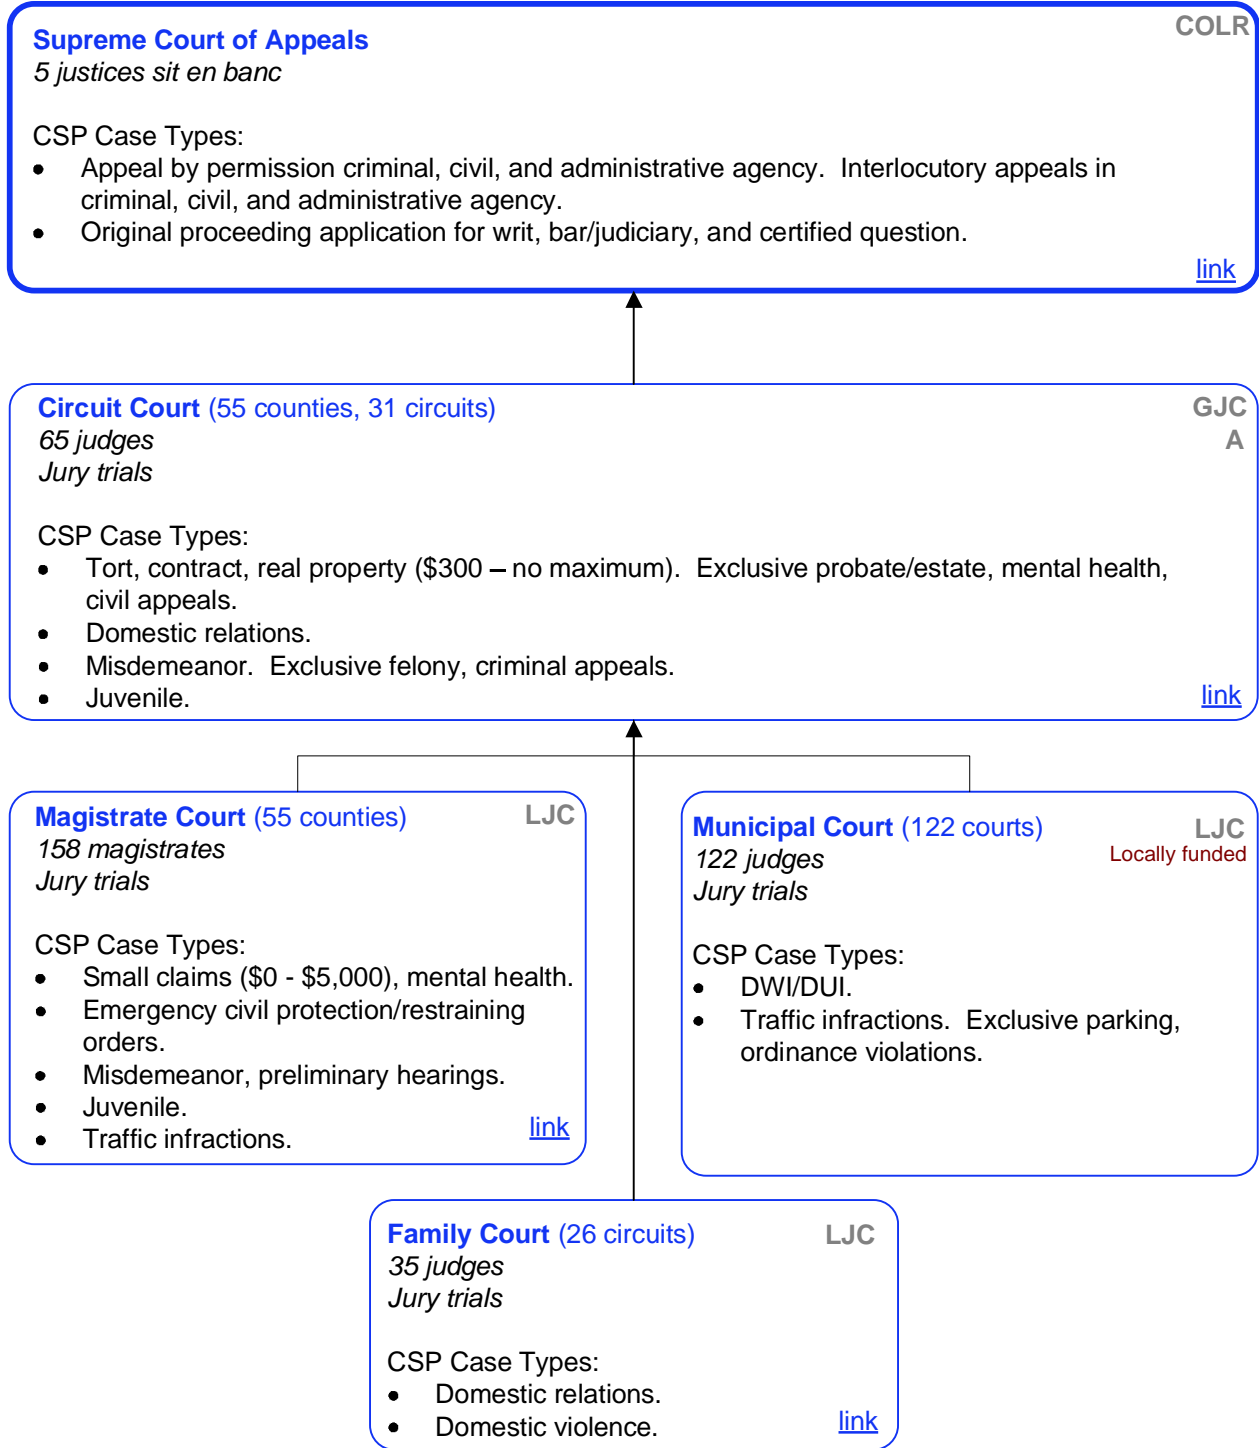 COLR
Supreme Court of Appeals
5 justices sit en banc
CSP Case Types:
• Appeal by permission criminal, civil, and administrative agency. Interlocutory appeals in
criminal, civil, and administrative agency.
• Original proceeding application for writ, bar/judiciary, and certified question.
link
Circuit Court (55 counties, 31 circuits)
GJC
65 judges
A
Jury trials
CSP Case Types:
• Tort, contract, real property ($300 – no maximum). Exclusive probate/estate, mental health,
civil appeals.
• Domestic relations.
• Misdemeanor. Exclusive felony, criminal appeals.
• Juvenile.
link
Magistrate Court (55 counties)
LJC
158 magistrates
Jury trials
CSP Case Types:
• Small claims ($0 - $5,000), mental health.
• Emergency civil protection/restraining
orders.
• Misdemeanor, preliminary hearings.
• Juvenile.
• Traffic infractions.
link
Municipal Court (122 courts)
LJC
122 judges
Locally funded
Jury trials
CSP Case Types:
• DWI/DUI.
• Traffic infractions. Exclusive parking,
ordinance violations.
Family Court (26 circuits)
LJC
35 judges
Jury trials
CSP Case Types:
• Domestic relations.
• Domestic violence.
link